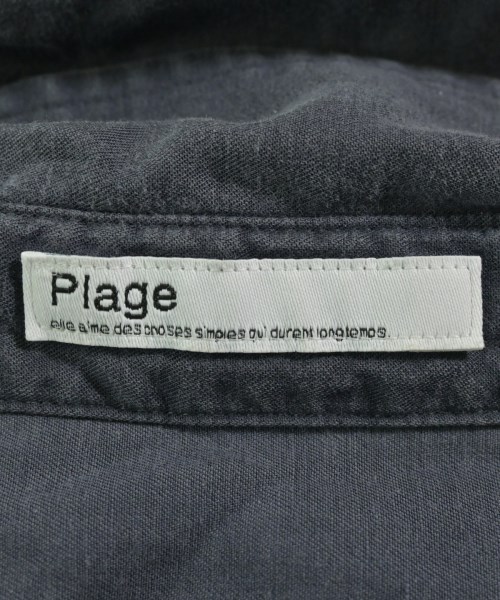 Plage
elle aime des choses simples qui durent longtemps.